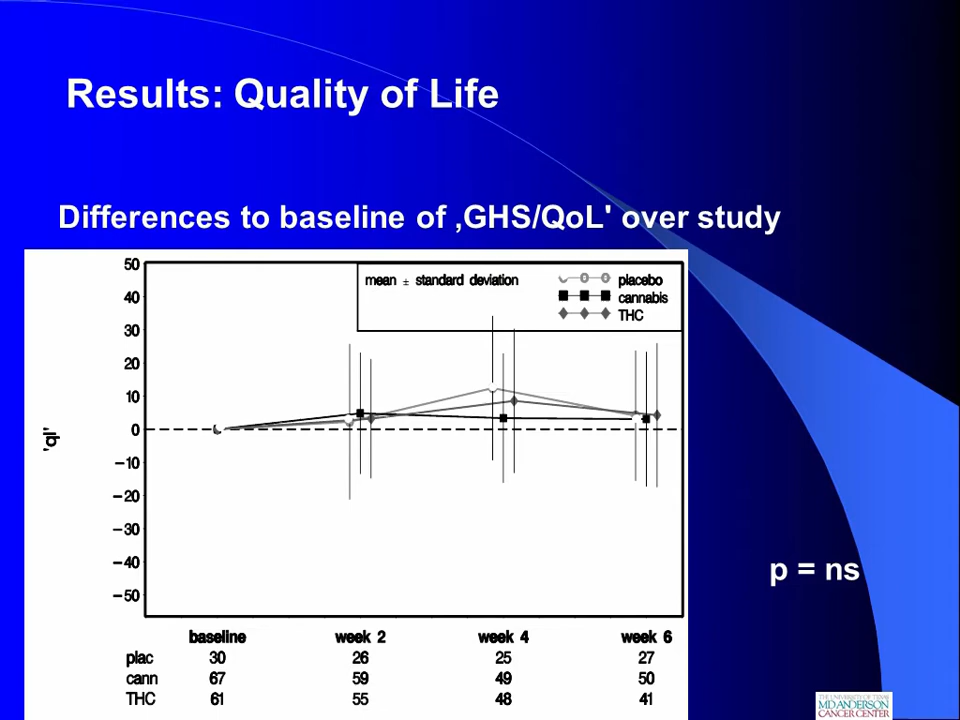 Results: Quality of Life
Differences to baseline of ‚GHS/QoL' over study
mean ± standard deviation
placebo
cannabis
THC
50
40
30
20
10
0
−10
−20
−30
−40
−50
'ql'
baseline week 2 week 4 week 6
plac 30 26 25 27
cann 67 59 49 50
THC 61 55 48 41
p = ns
THE UNIVERSITY OF TEXAS
MD ANDERSON
CANCER CENTER